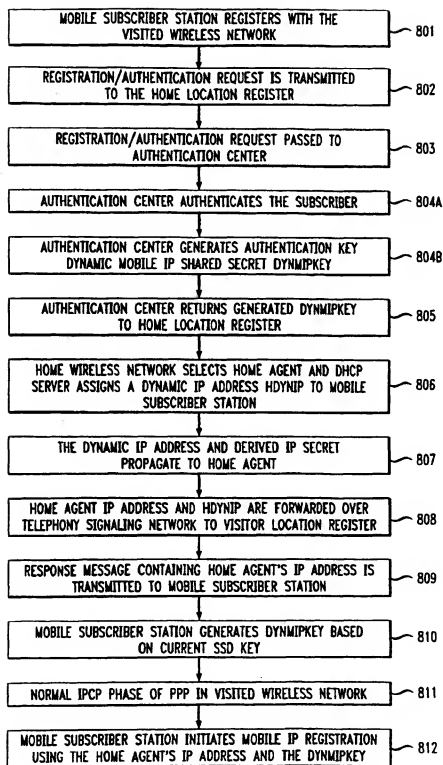 MOBILE SUBSCRIBER STATION REGISTERS WITH THE
VISITED WIRELESS NETWORK
801
REGISTRATION/AUTHENTICATION REQUEST IS TRANSMITTED
TO THE HOME LOCATION REGISTER
802
REGISTRATION/AUTHENTICATION REQUEST PASSED TO
AUTHENTICATION CENTER
803
AUTHENTICATION CENTER AUTHENTICATES THE SUBSCRIBER
804A
AUTHENTICATION CENTER GENERATES AUTHENTICATION KEY
DYNAMIC MOBILE IP SHARED SECRET DYNMIPKEY
804B
AUTHENTICATION CENTER RETURNS GENERATED DYNMIPKEY
TO HOME LOCATION REGISTER
805
HOME WIRELESS NETWORK SELECTS HOME AGENT AND DHCP
SERVER ASSIGNS A DYNAMIC IP ADDRESS HDYNIP TO MOBILE
SUBSCRIBER STATION
806
THE DYNAMIC IP ADDRESS AND DERIVED IP SECRET
PROPAGATE TO HOME AGENT
807
HOME AGENT IP ADDRESS AND HDYNIP ARE FORWARDED OVER
TELEPHONY SIGNALING NETWORK TO VISITOR LOCATION REGISTER
808
RESPONSE MESSAGE CONTAINING HOME AGENT'S IP ADDRESS IS
TRANSMITTED TO MOBILE SUBSCRIBER STATION
809
MOBILE SUBSCRIBER STATION GENERATES DYNMIPKEY BASED
ON CURRENT SSD KEY
810
NORMAL IPCP PHASE OF PPP IN VISITED WIRELESS NETWORK
811
MOBILE SUBSCRIBER STATION INITIATES MOBILE IP REGISTRATION
USING THE HOME AGENT'S IP ADDRESS AND THE DYNMIPKEY
812